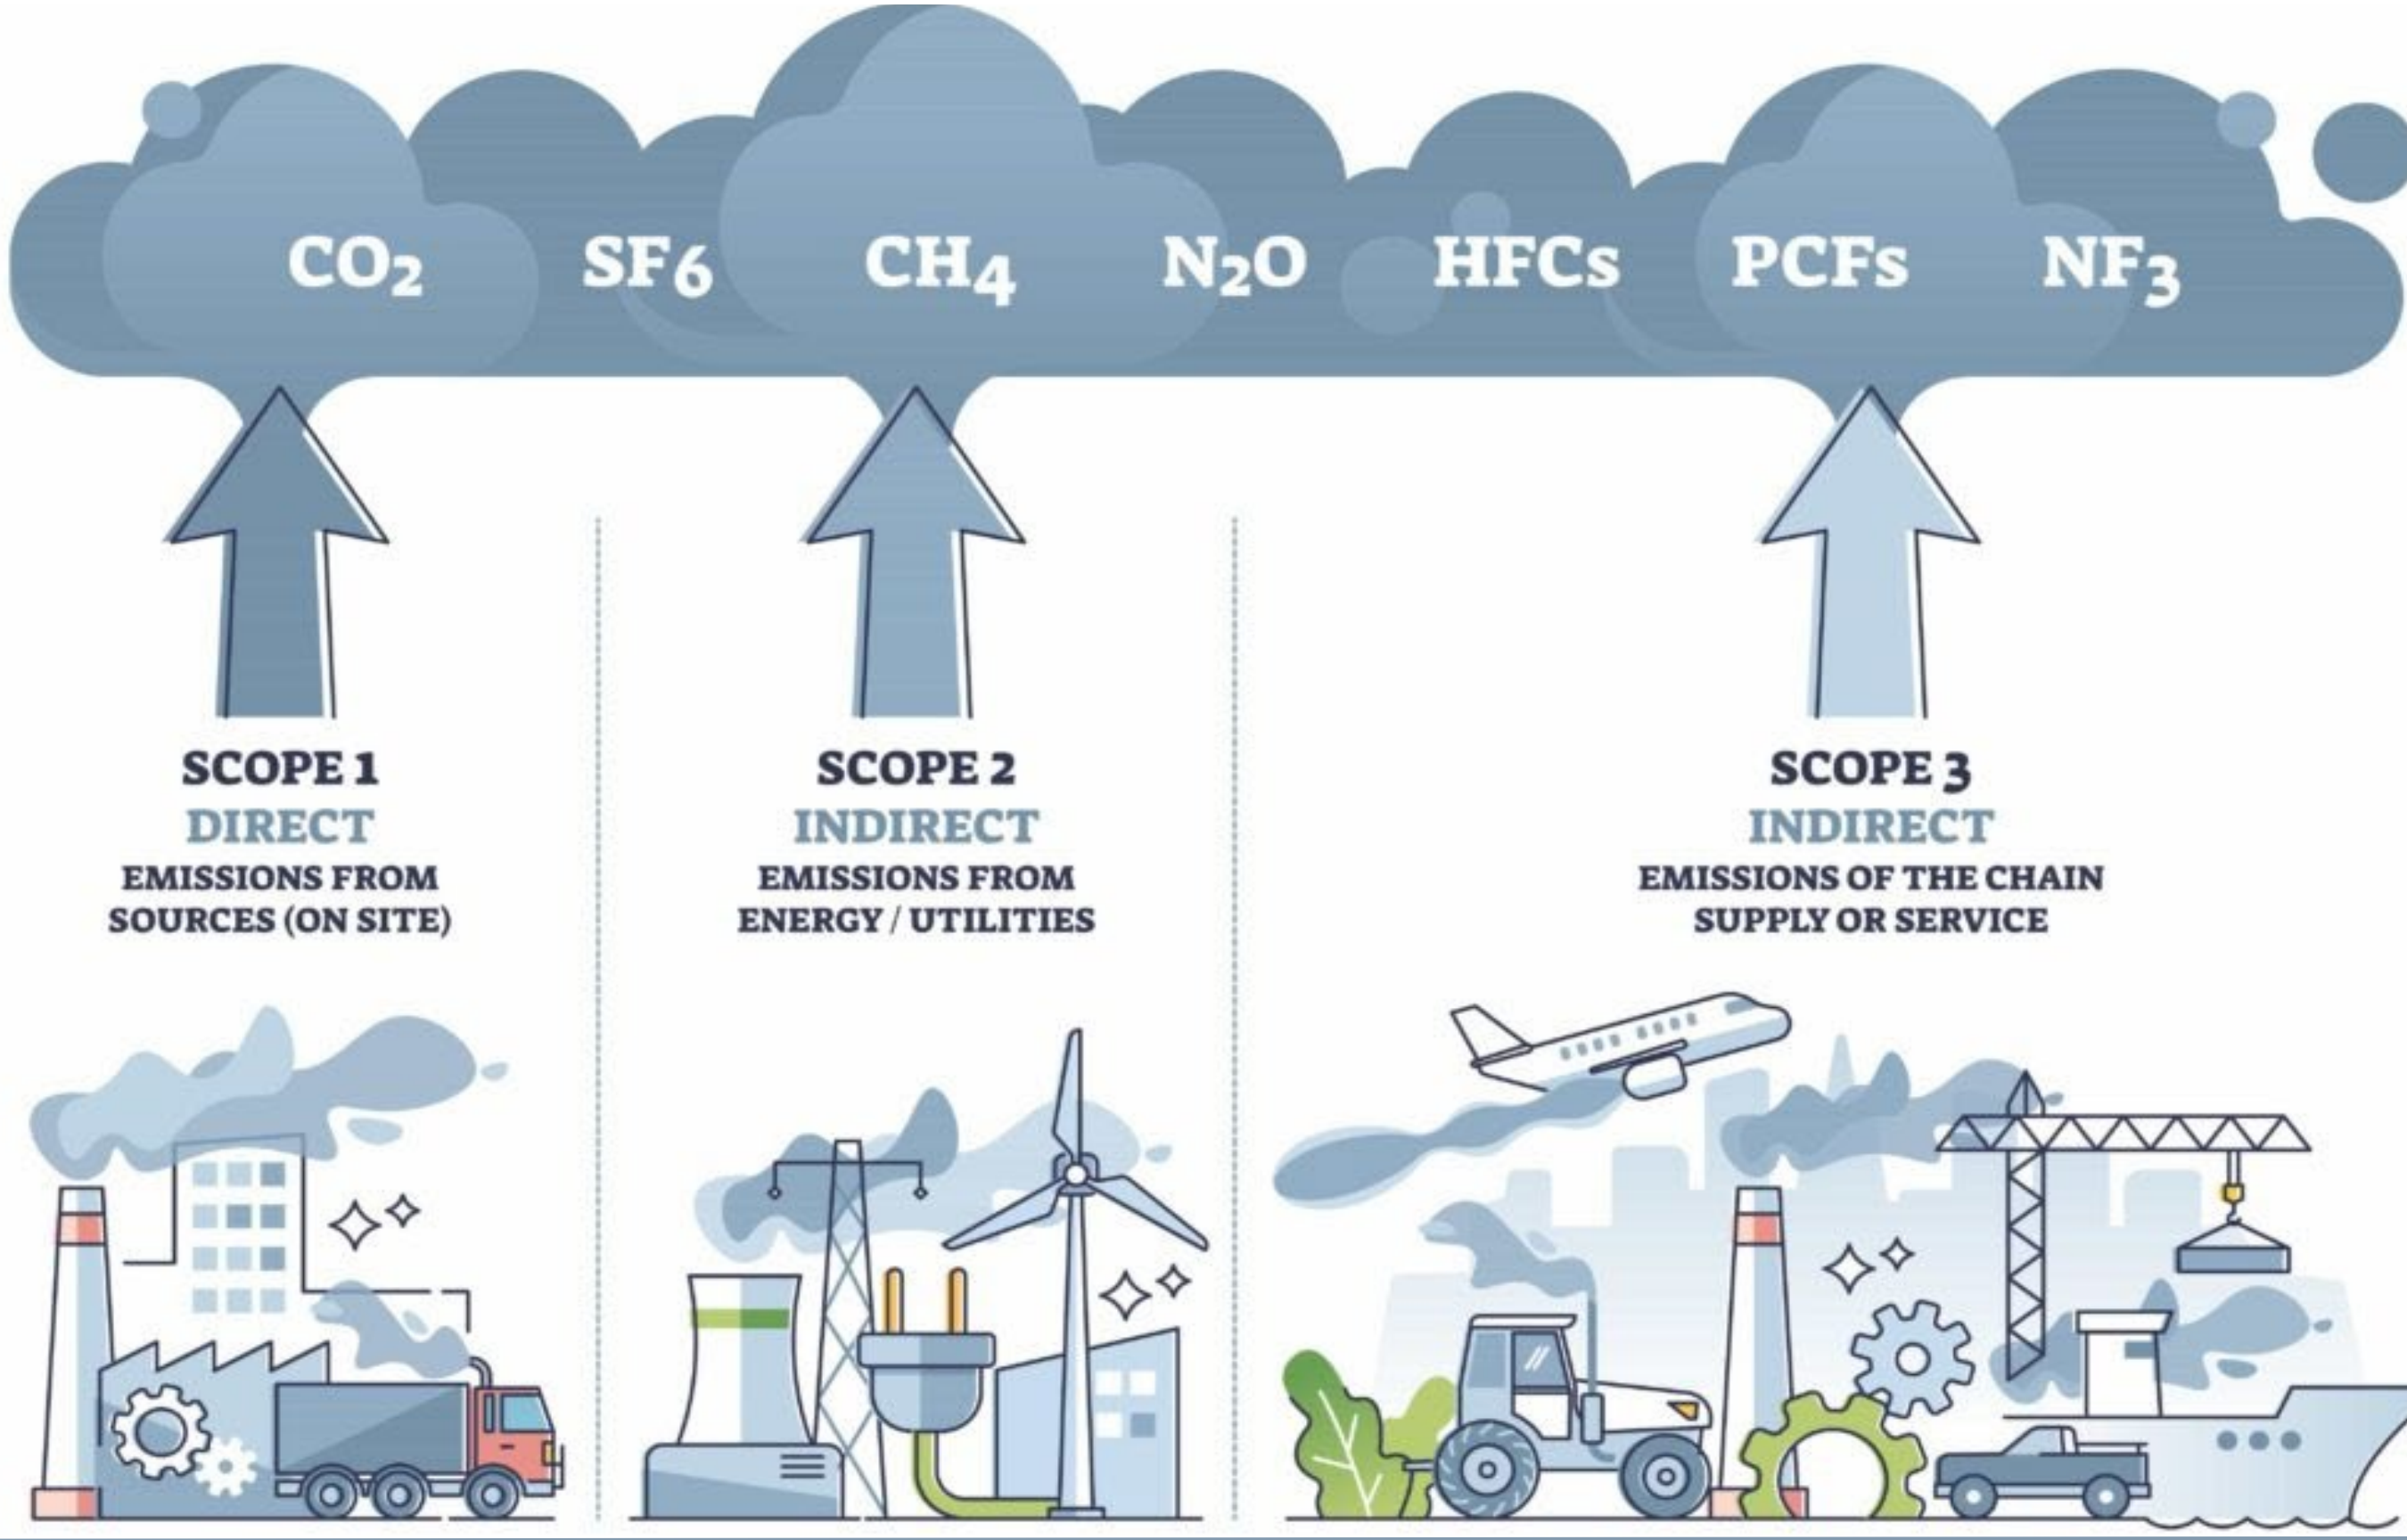 CO2 SF6 CH4 N2O HFCs PCFs NF3
SCOPE 1
DIRECT
EMISSIONS FROM
SOURCES (ON SITE)
SCOPE 2
INDIRECT
EMISSIONS FROM
ENERGY / UTILITIES
SCOPE 3
INDIRECT
EMISSIONS OF THE CHAIN
SUPPLY OR SERVICE